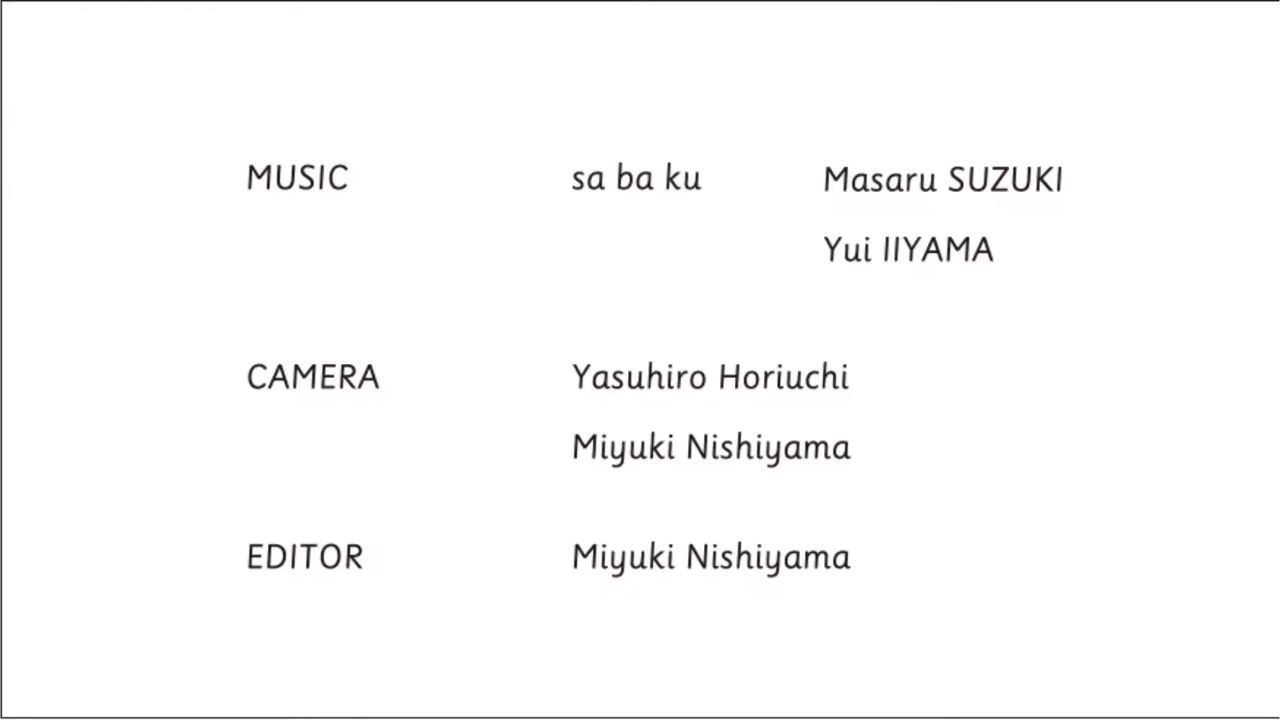 MUSIC sa ba ku Masaru SUZUKI
Yui IIYAMA
CAMERA Yasuhiro Horiuchi
Miyuki Nishiyama
EDITOR Miyuki Nishiyama